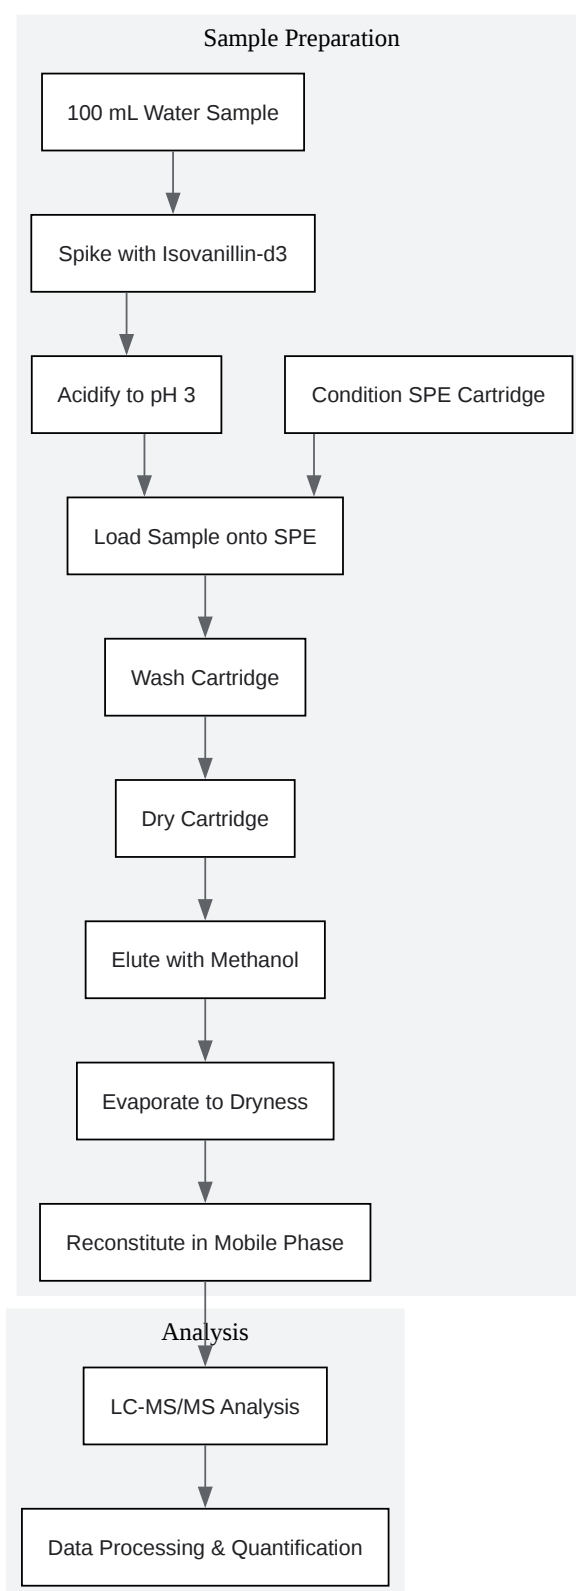 Sample Preparation
100 mL Water Sample
Spike with Isovanillin-d3
Acidify to pH 3
Condition SPE Cartridge
Load Sample onto SPE
Wash Cartridge
Dry Cartridge
Elute with Methanol
Evaporate to Dryness
Reconstitute in Mobile Phase
Analysis
LC-MS/MS Analysis
Data Processing & Quantification